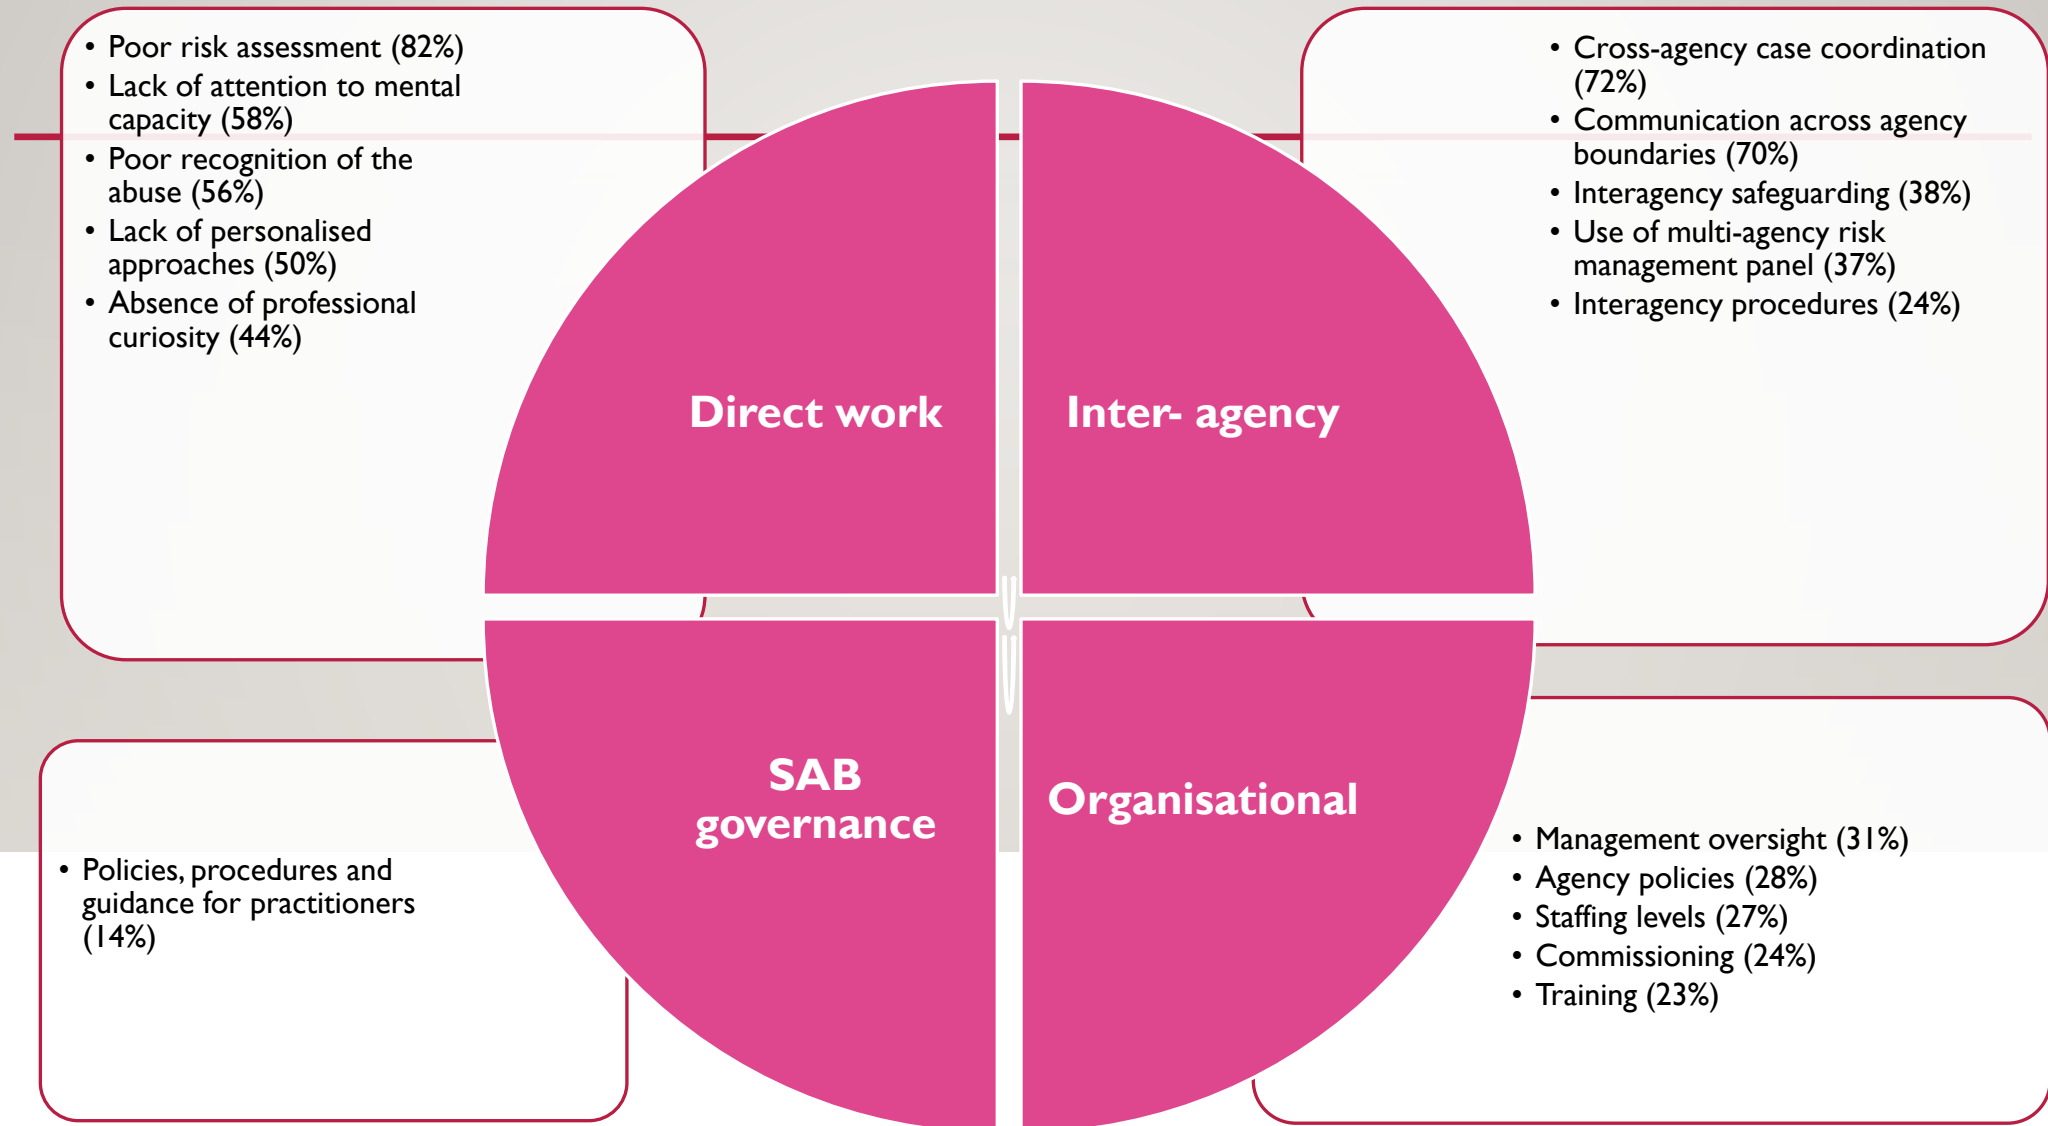 • Poor risk assessment (82%)
• Lack of attention to mental
capacity (58%)
• Poor recognition of the
abuse (56%)
• Lack of personalised
approaches (50%)
• Absence of professional
curiosity (44%)
• Cross-agency case coordination
(72%)
• Communication across agency
boundaries (70%)
• Interagency safeguarding (38%)
• Use of multi-agency risk
management panel (37%)
• Interagency procedures (24%)
Direct work
Inter- agency
SAB
governance
Organisational
• Policies, procedures and
guidance for practitioners
(14%)
• Management oversight (31%)
• Agency policies (28%)
• Staffing levels (27%)
• Commissioning (24%)
• Training (23%)